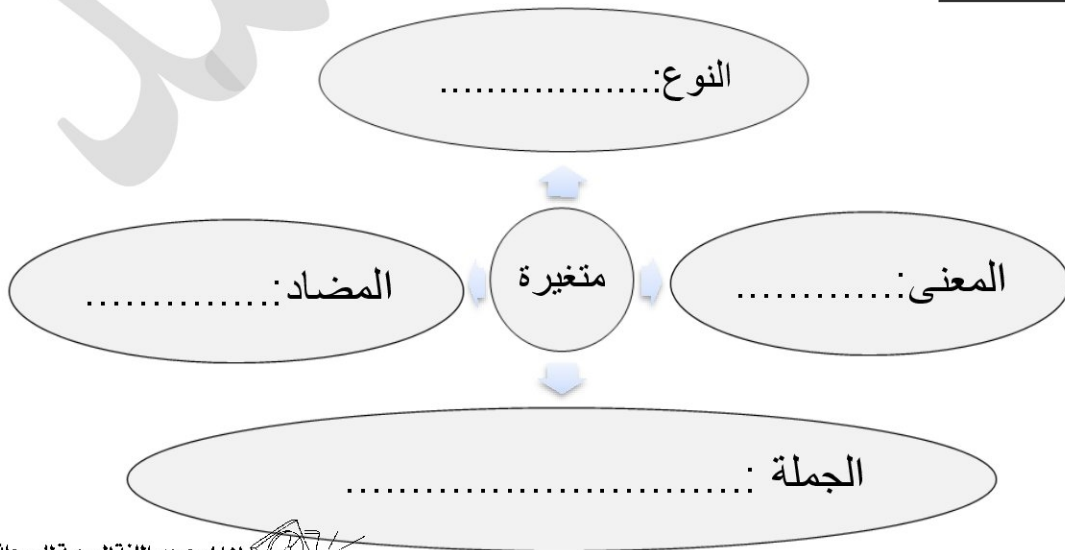 النوع:...................
المعنى:.............
متغيرة
المضاد:..............
الجملة :...............................